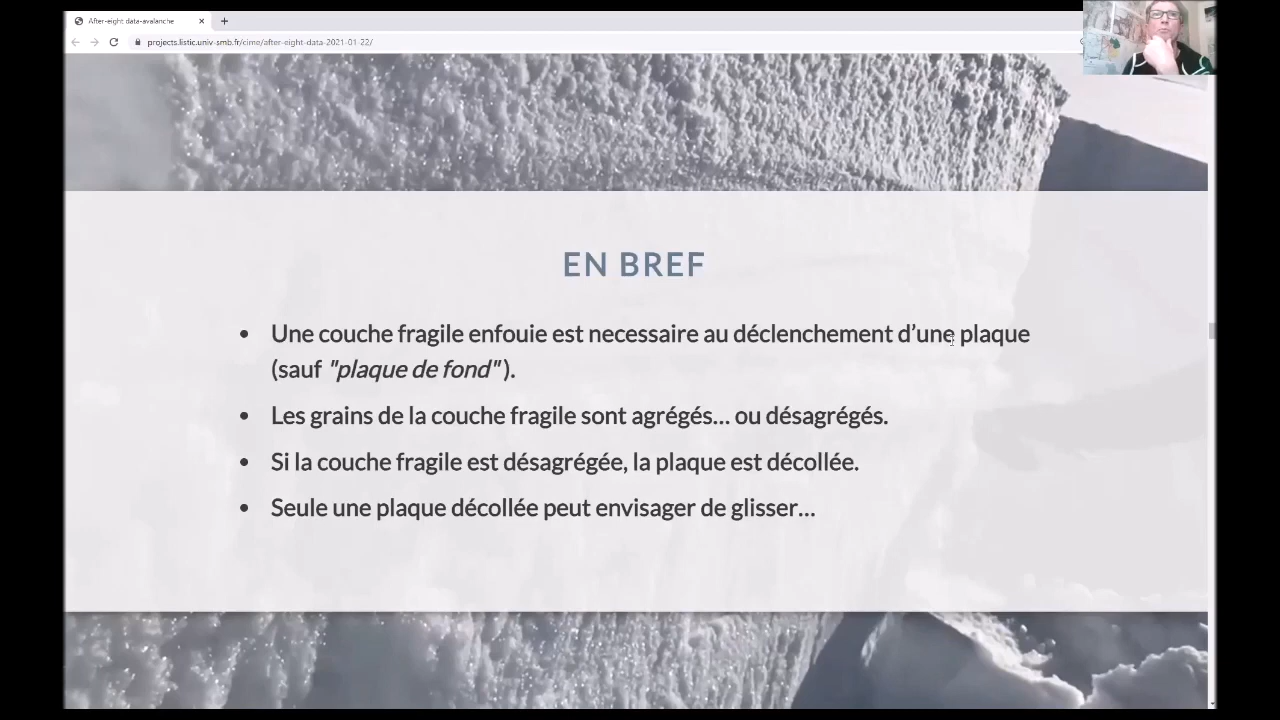 After-eight data-avalanche
projects.listic.univ-smb.fr/cime/after-eight-data-2021-01-22/
EN BREF
• Une couche fragile enfouie est necessaire au déclenchement d’une plaque
(sauf "plaque de fond" ).
• Les grains de la couche fragile sont agrégés... ou désagrégés.
• Si la couche fragile est désagrégée, la plaque est décollée.
• Seule une plaque décollée peut envisager de glisser...